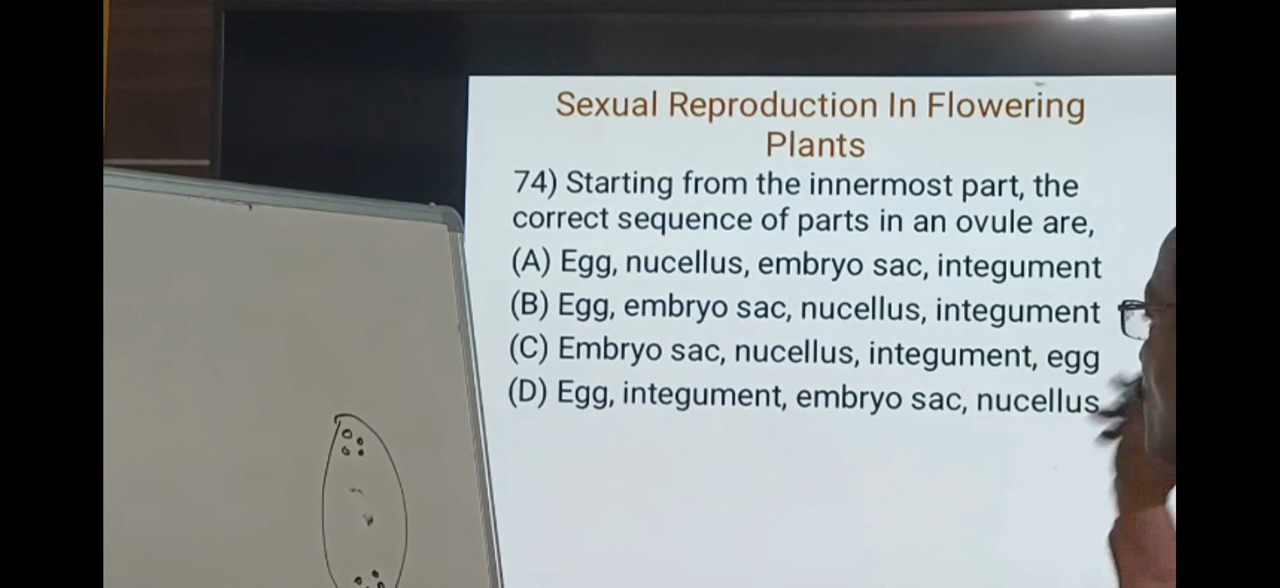 Sexual Reproduction In Flowering
Plants
74) Starting from the innermost part, the
correct sequence of parts in an ovule are,
(A) Egg, nucellus, embryo sac, integument
(B) Egg, embryo sac, nucellus, integument
(C) Embryo sac, nucellus, integument, egg
(D) Egg, integument, embryo sac, nucellus